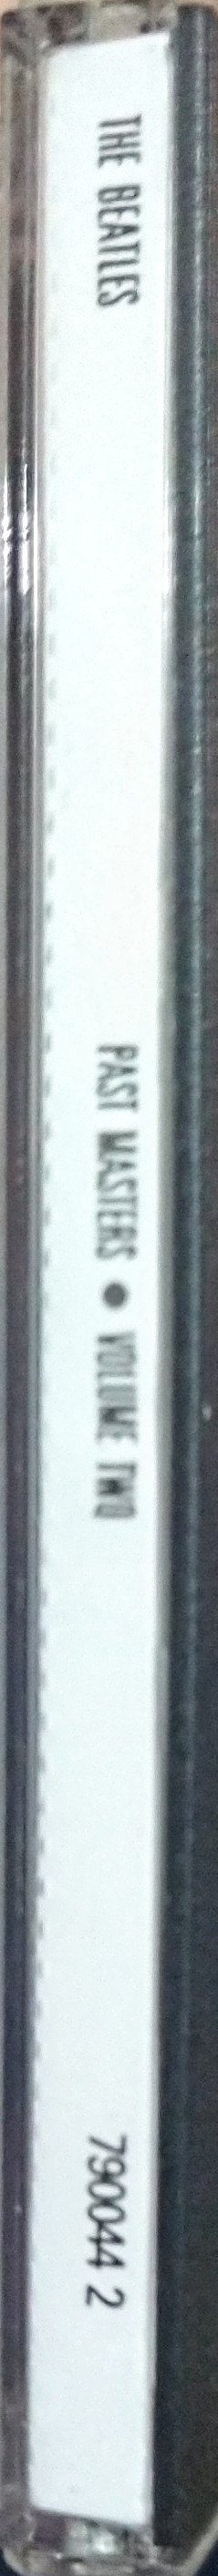 THE BEATLES
PAST MASTERS ● VOLUME TWO
790044 2